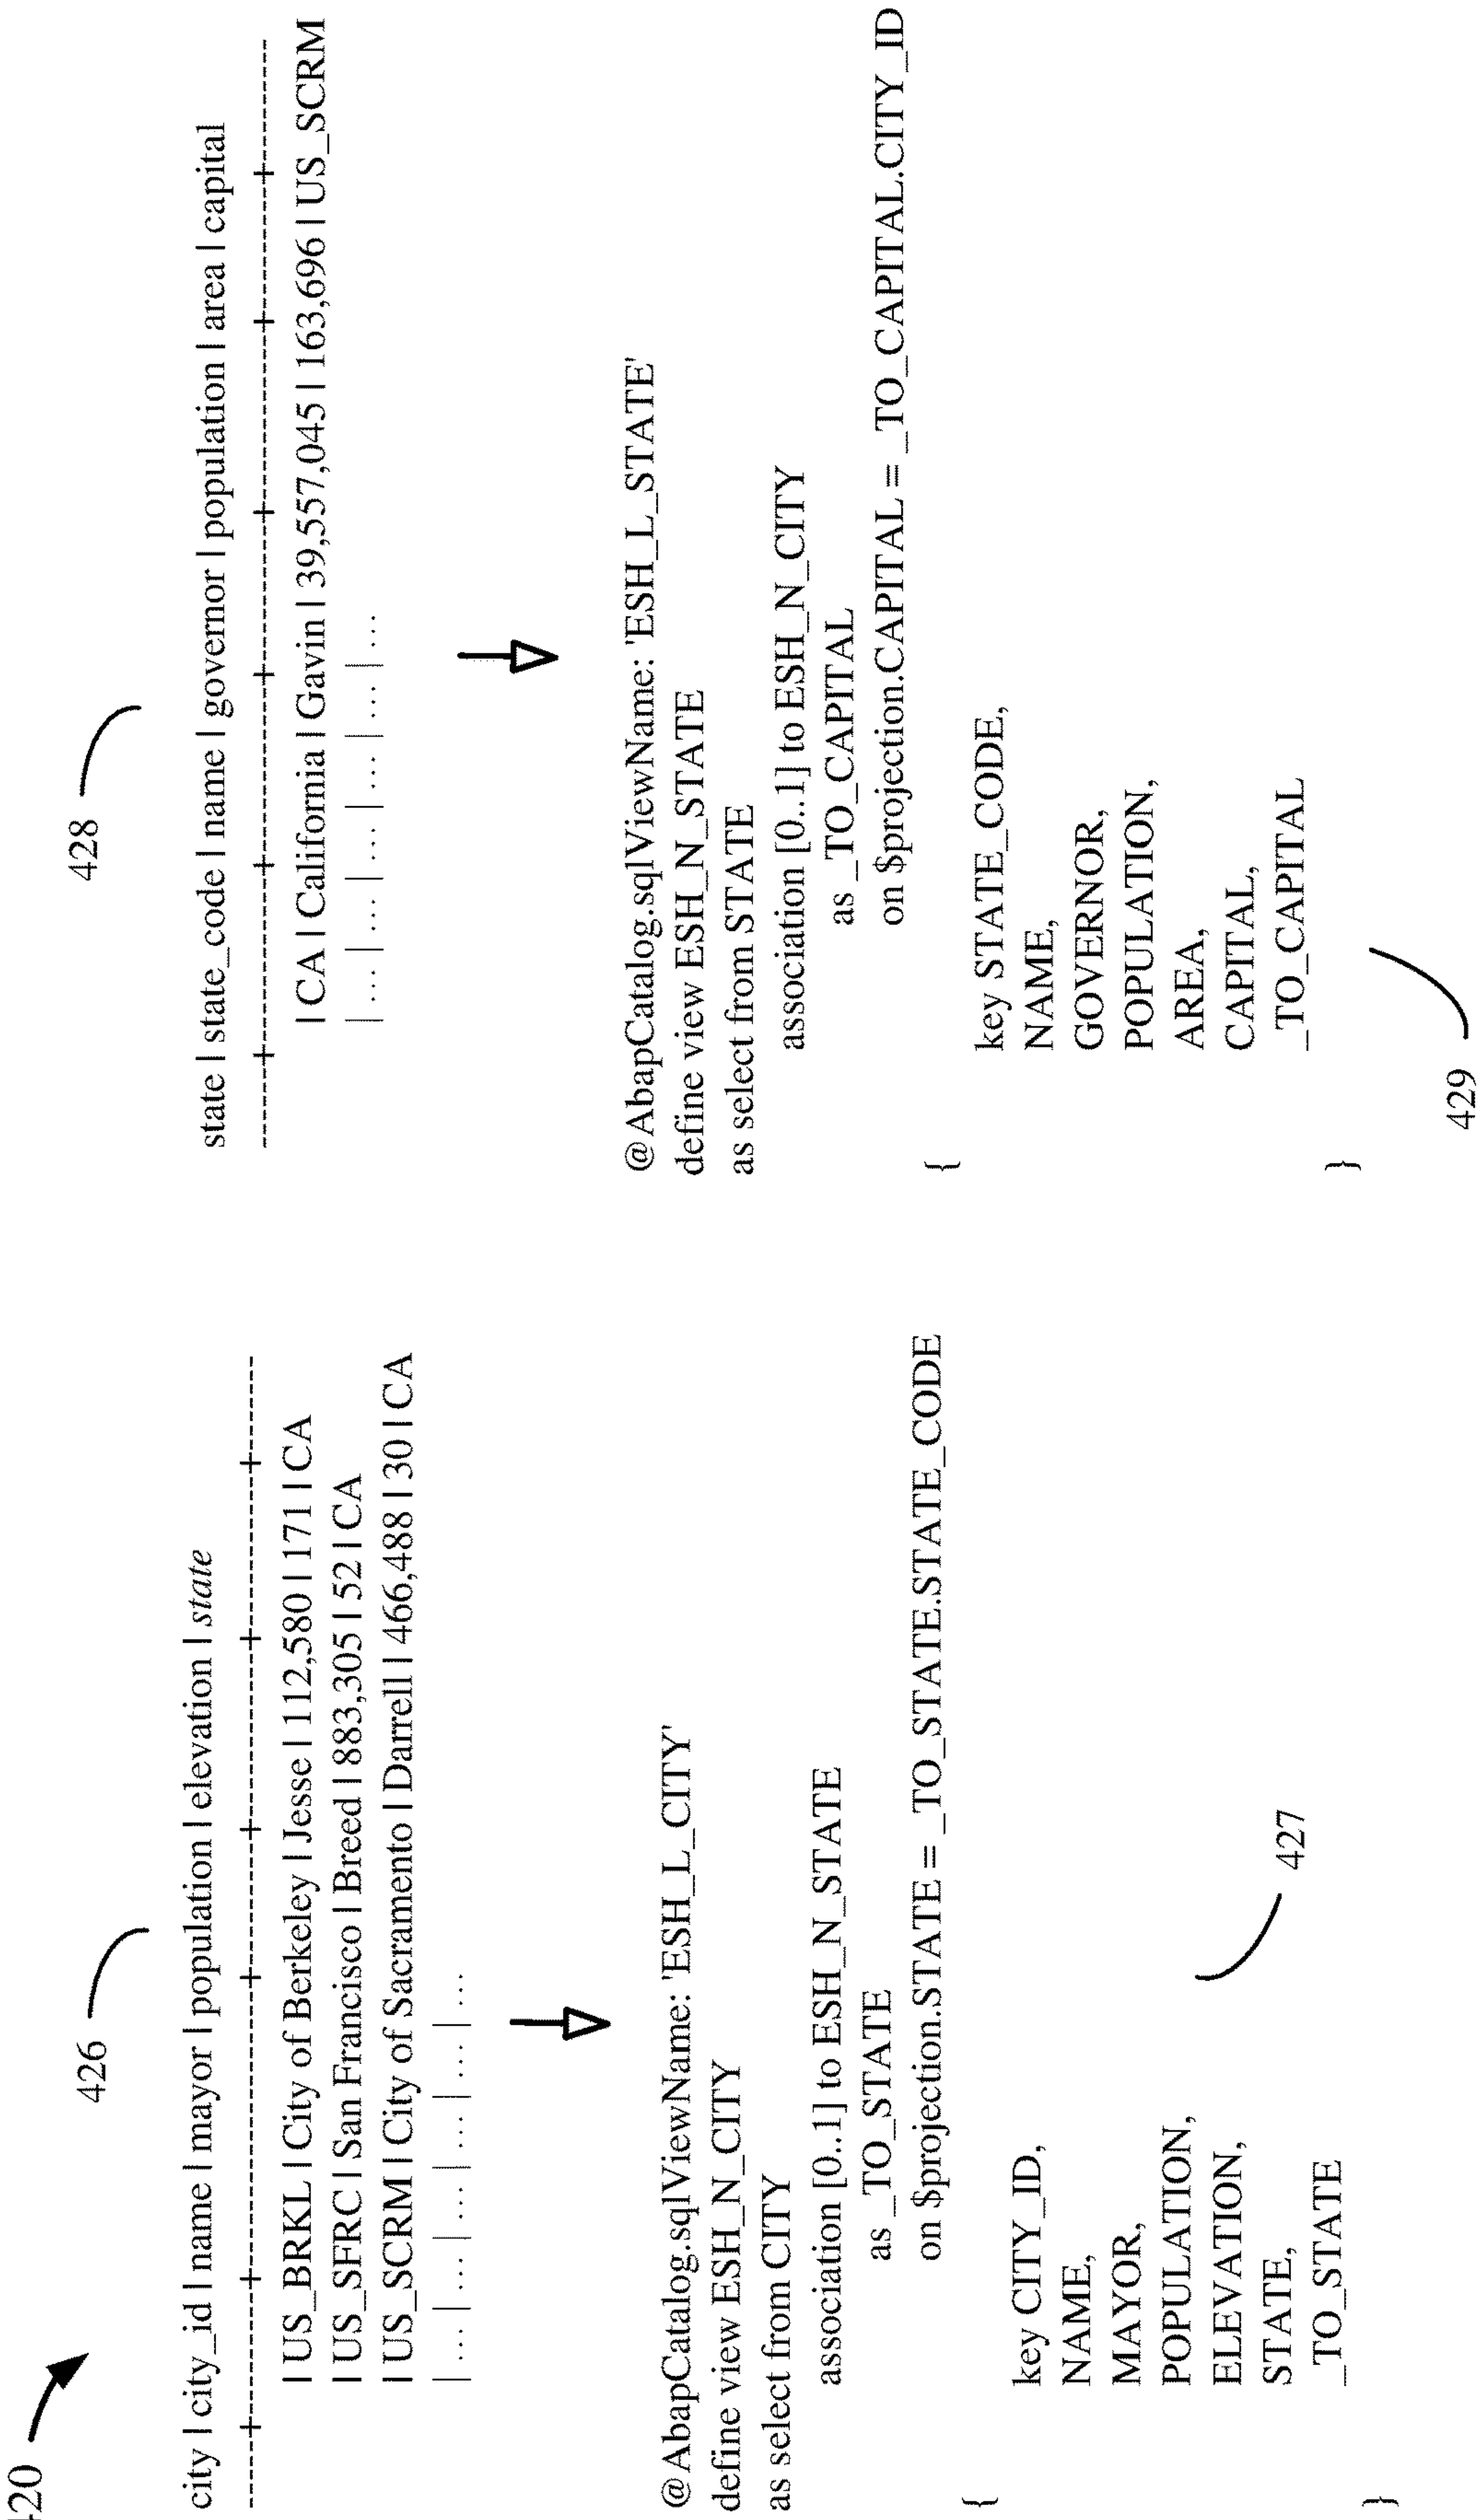 420
426
city | city_id | name | mayor | population | elevation | state
------+------------+------------------------+------------+---------------+--------------+--------
| US_BRKL | City of Berkeley | Jesse | 112,580 | 171 | CA
| US_SFRC | San Francisco | Breed | 883,305 | 52 | CA
| US_SCRM | City of Sacramento | Darrell | 466,488 | 30 | CA
| ... | ... | ... | ... | ...
@AbapCatalog.sqlViewName: 'ESH_L_CITY'
define view ESH_N_CITY
as select from CITY
association [0..1] to ESH_N_STATE
as _TO_STATE
on $projection.STATE = _TO_STATE.STATE_CODE
{
key CITY_ID,
NAME,
MAYOR,
POPULATION,
ELEVATION,
STATE,
_TO_STATE
}
427
428
state | state_code | name | governor | population | area | capital
-------+---------------+---------------+-------------+---------------+------------+-----------
| CA | California | Gavin | 39,557,045 | 163,696 | US_SCRM
| ... | ... | ... | ... | ...
@AbapCatalog.sqlViewName: 'ESH_L_STATE'
define view ESH_N_STATE
as select from STATE
association [0..1] to ESH_N_CITY
as _TO_CAPITAL
on $projection.CAPITAL = _TO_CAPITAL.CITY_ID
{
key STATE_CODE,
NAME,
GOVERNOR,
POPULATION,
AREA,
CAPITAL,
_TO_CAPITAL
}
429